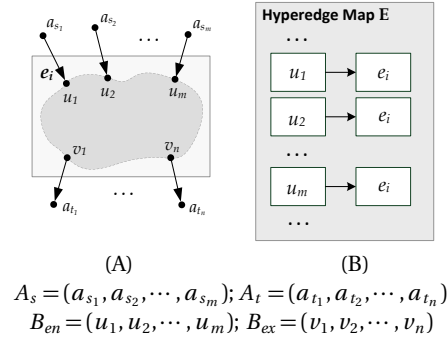 a_{s_1} a_{s_2} ··· a_{s_m}
e_i
u_1 u_2 u_m
v_1 v_n
a_{t_1} ··· a_{t_n}
(A)
Hyperedge Map E
···
u_1 e_i
u_2 e_i
···
u_m e_i
···
(B)
A_s=(a_{s_1}, a_{s_2}, ···, a_{s_m}); A_t=(a_{t_1}, a_{t_2}, ···, a_{t_n})
B_{en}=(u_1, u_2, ···, u_m); B_{ex}=(v_1, v_2, ···, v_n)